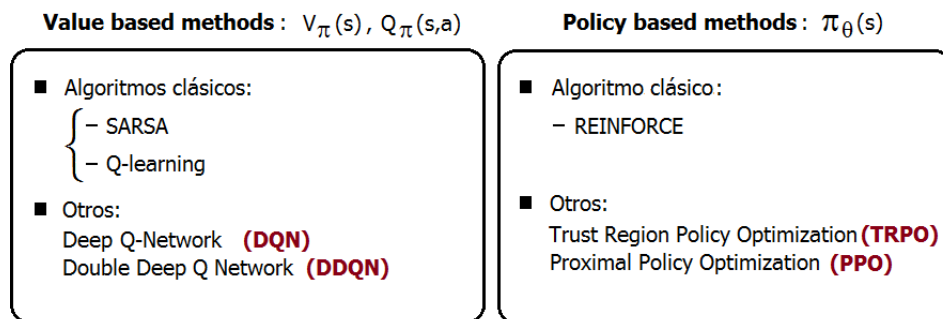 Value based methods : Vπ(s) , Qπ(s,a)
■ Algoritmos clásicos:
– SARSA
– Q-learning
■ Otros:
Deep Q-Network (DQN)
Double Deep Q Network (DDQN)
Policy based methods : πθ(s)
■ Algoritmo clásico:
– REINFORCE
■ Otros:
Trust Region Policy Optimization (TRPO)
Proximal Policy Optimization (PPO)